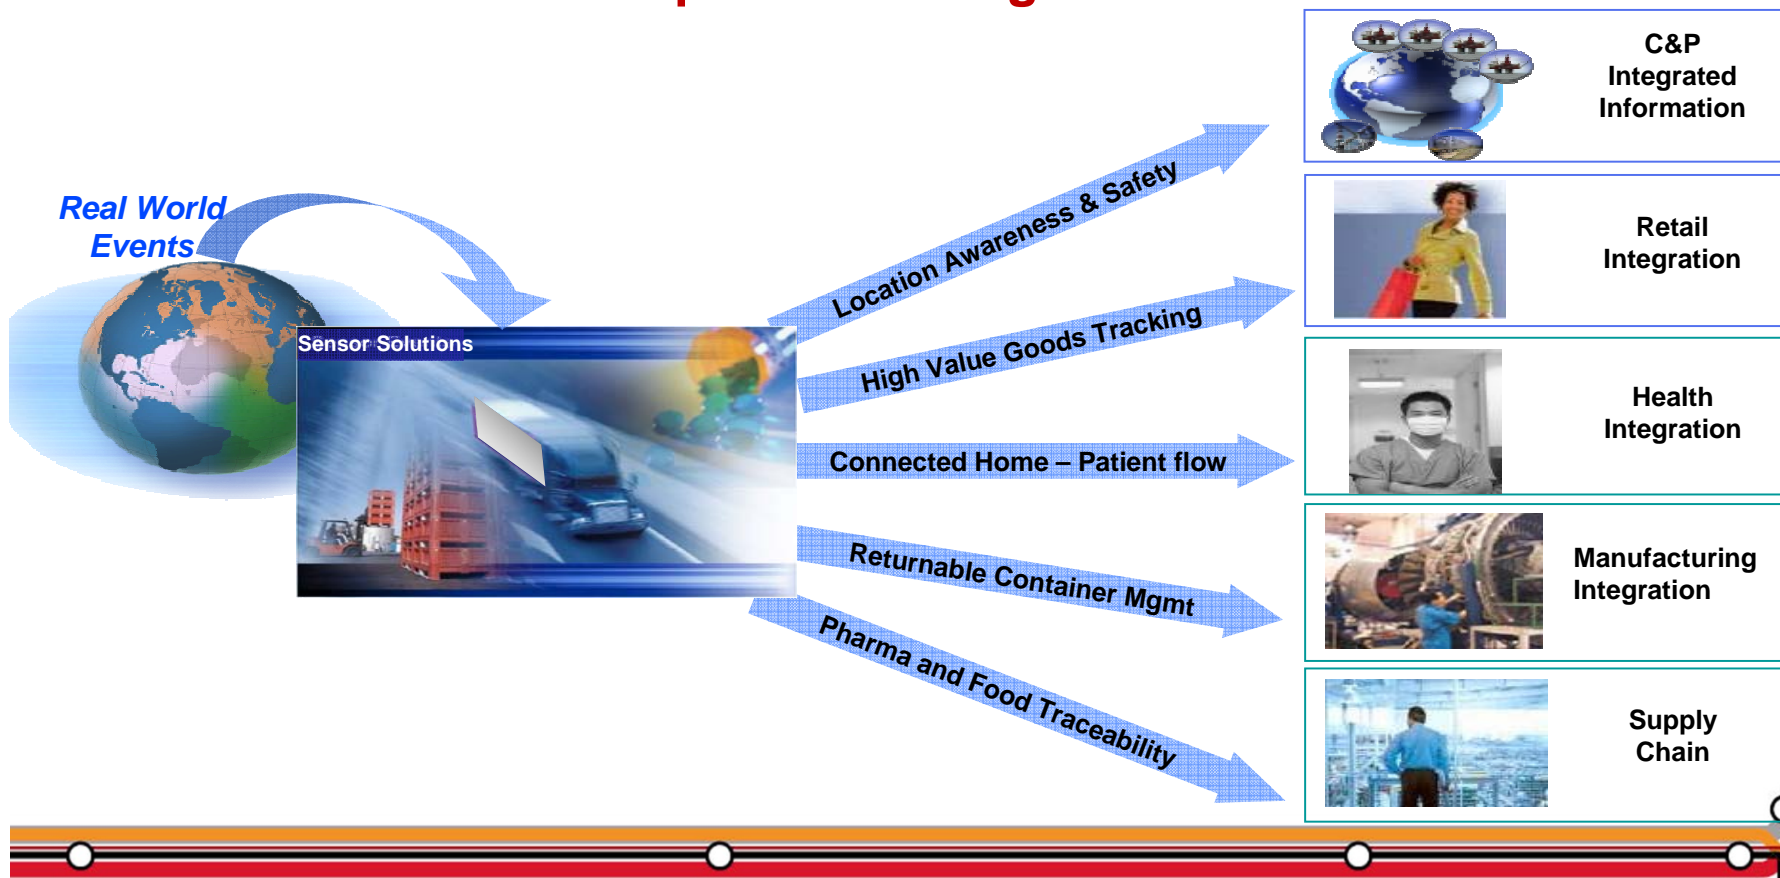 Real World
Events
Sensor Solutions
Location Awareness & Safety
High Value Goods Tracking
Connected Home – Patient flow
Returnable Container Mgmt
Pharma and Food Traceability
C&P
Integrated
Information
Retail
Integration
Health
Integration
Manufacturing
Integration
Supply
Chain